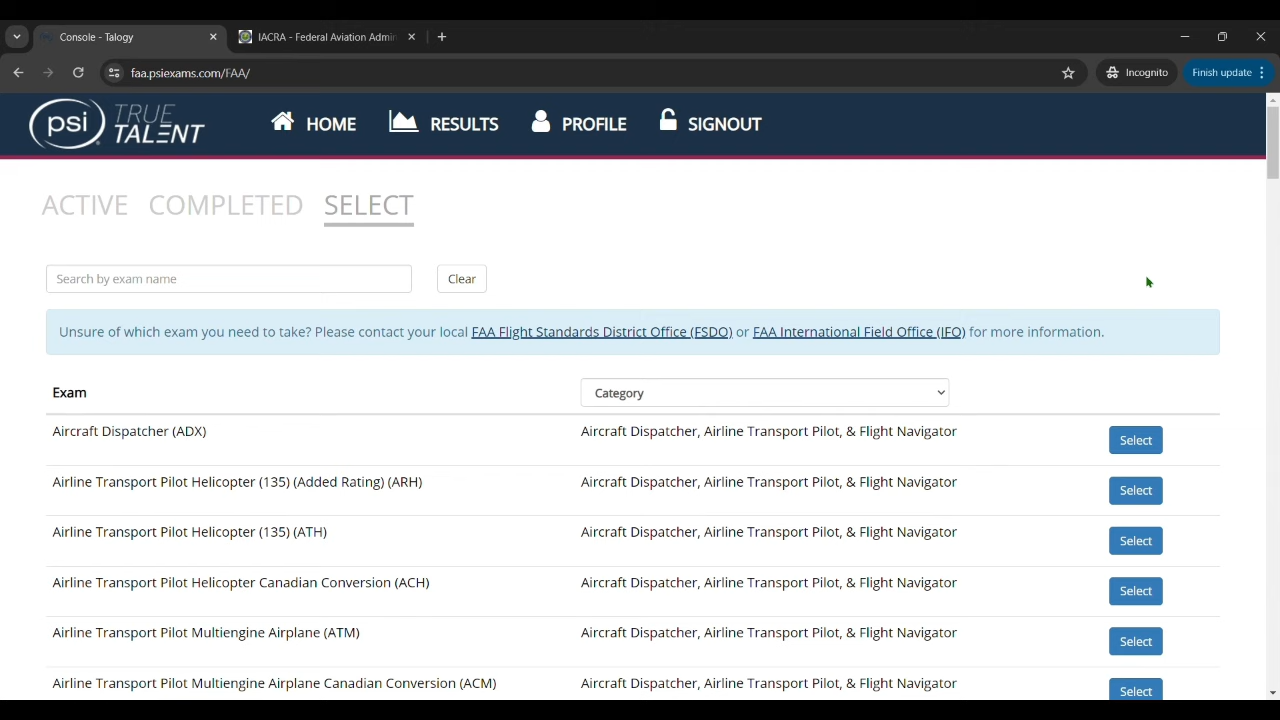 Console - Talogy
IACRA - Federal Aviation Admin
faa.psiexams.com/FAA/
Incognito
Finish update
psi TRUE TALENT
HOME
RESULTS
PROFILE
SIGNOUT
ACTIVE COMPLETED SELECT
Search by exam name
Clear
Unsure of which exam you need to take? Please contact your local FAA Flight Standards District Office (FSDO) or FAA International Field Office (IFO) for more information.
Exam Category
Aircraft Dispatcher (ADX) Aircraft Dispatcher, Airline Transport Pilot, & Flight Navigator Select
Airline Transport Pilot Helicopter (135) (Added Rating) (ARH) Aircraft Dispatcher, Airline Transport Pilot, & Flight Navigator Select
Airline Transport Pilot Helicopter (135) (ATH) Aircraft Dispatcher, Airline Transport Pilot, & Flight Navigator Select
Airline Transport Pilot Helicopter Canadian Conversion (ACH) Aircraft Dispatcher, Airline Transport Pilot, & Flight Navigator Select
Airline Transport Pilot Multiengine Airplane (ATM) Aircraft Dispatcher, Airline Transport Pilot, & Flight Navigator Select
Airline Transport Pilot Multiengine Airplane Canadian Conversion (ACM) Aircraft Dispatcher, Airline Transport Pilot, & Flight Navigator Select